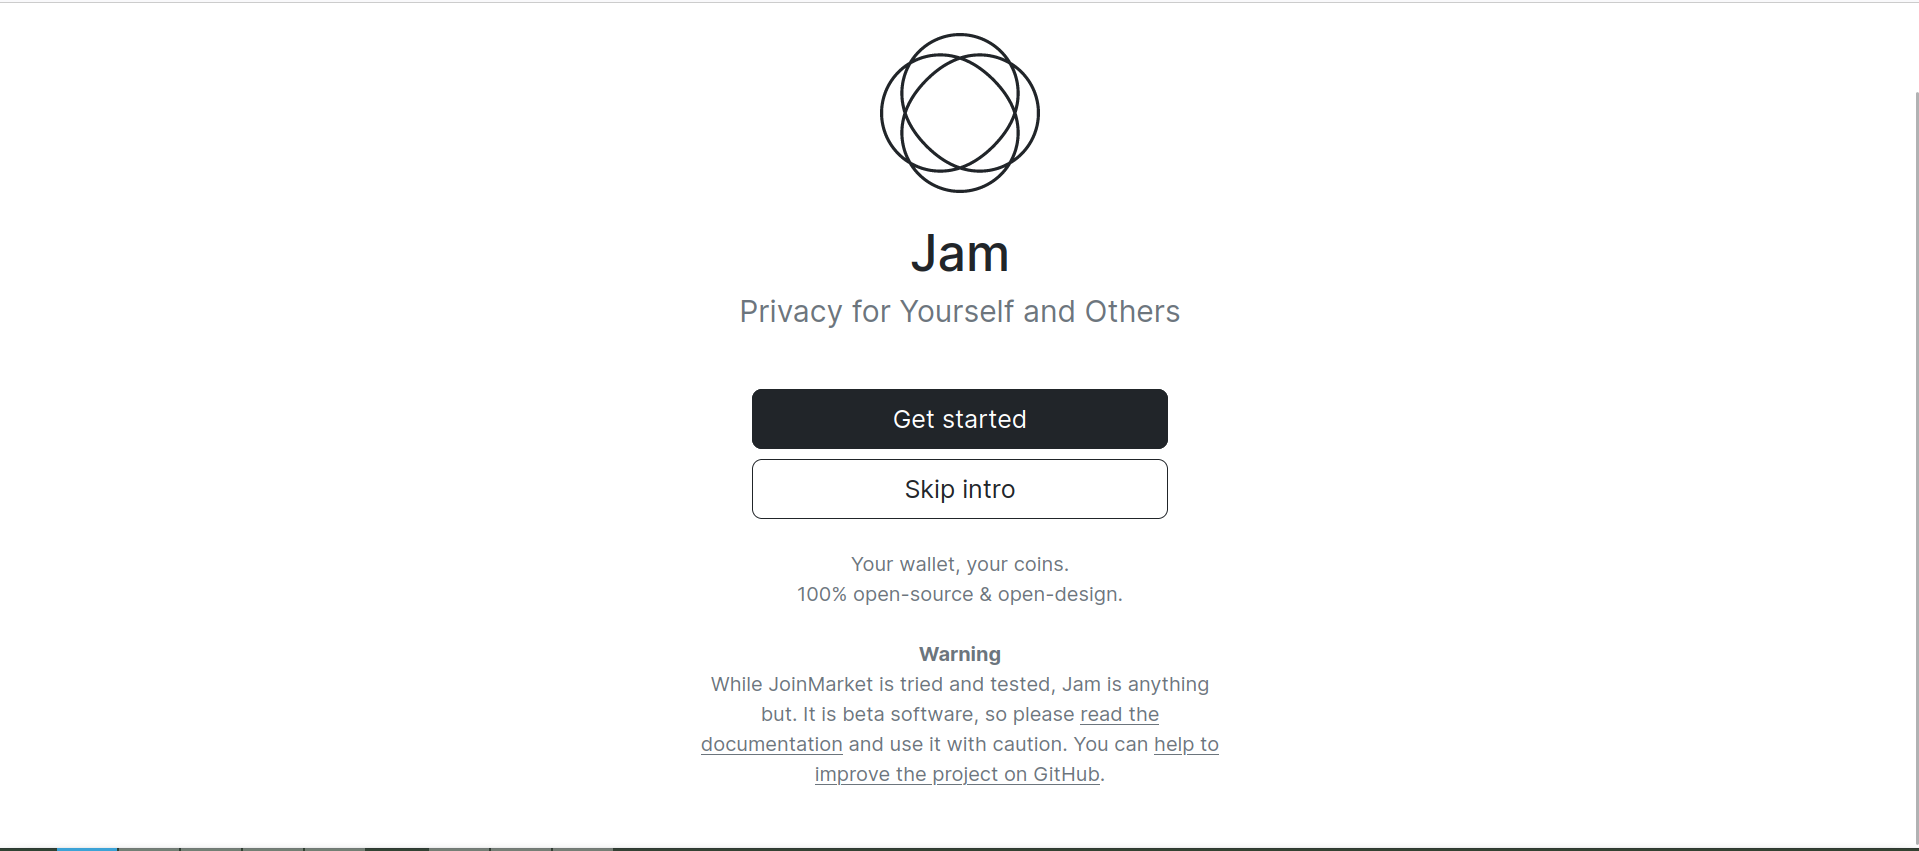 Jam
Privacy for Yourself and Others
Get started
Skip intro
Your wallet, your coins.
100% open-source & open-design.
Warning
While JoinMarket is tried and tested, Jam is anything
but. It is beta software, so please read the
documentation and use it with caution. You can help to
improve the project on GitHub.